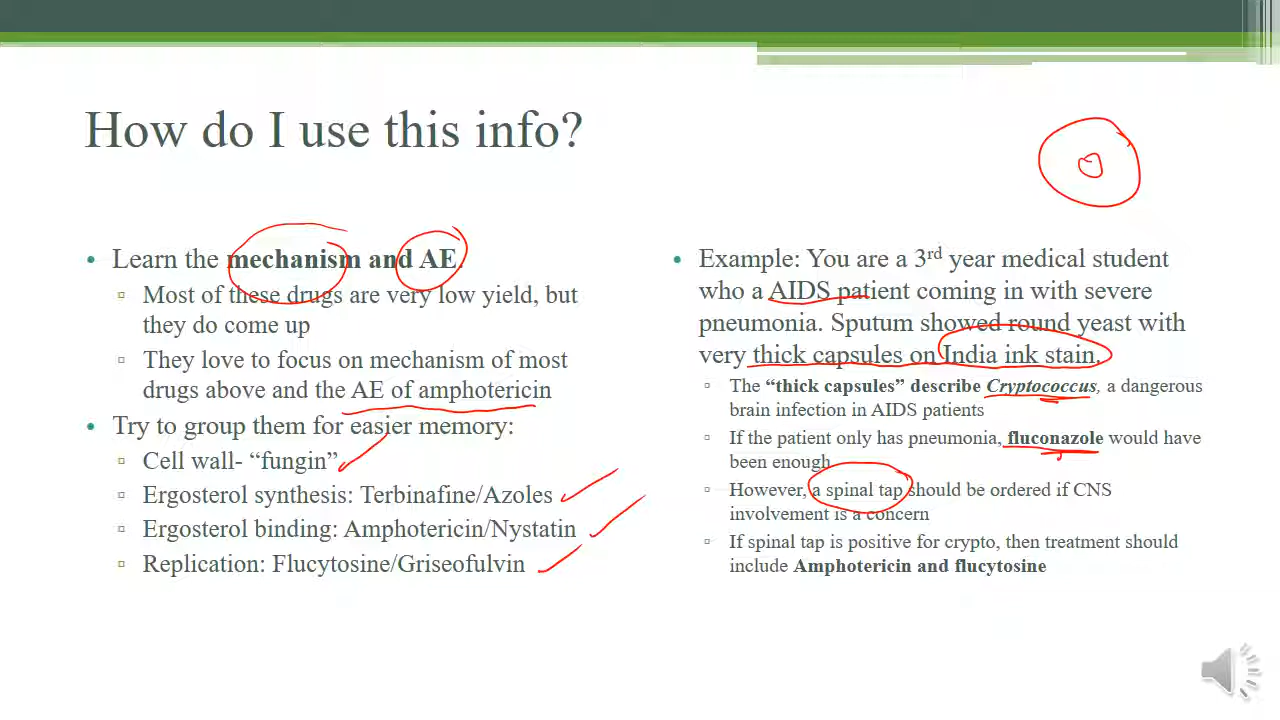 How do I use this info?
• Learn the mechanism and AE.
▫ Most of these drugs are very low yield, but
they do come up
▫ They love to focus on mechanism of most
drugs above and the AE of amphotericin
• Try to group them for easier memory:
▫ Cell wall- “fungin”
▫ Ergosterol synthesis: Terbinafine/Azoles
▫ Ergosterol binding: Amphotericin/Nystatin
▫ Replication: Flucytosine/Griseofulvin
• Example: You are a 3rd year medical student
who a AIDS patient coming in with severe
pneumonia. Sputum showed round yeast with
very thick capsules on India ink stain.
▫ The “thick capsules” describe Cryptococcus, a dangerous
brain infection in AIDS patients
▫ If the patient only has pneumonia, fluconazole would have
been enough
▫ However, a spinal tap should be ordered if CNS
involvement is a concern
▫ If spinal tap is positive for crypto, then treatment should
include Amphotericin and flucytosine